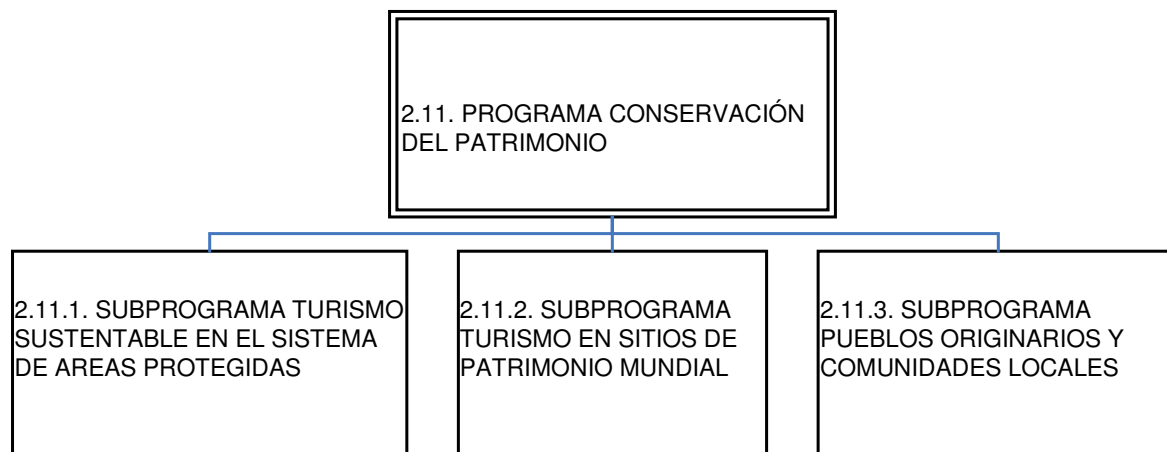 2.11. PROGRAMA CONSERVACIÓN
DEL PATRIMONIO
2.11.1. SUBPROGRAMA TURISMO
SUSTENTABLE EN EL SISTEMA
DE AREAS PROTEGIDAS
2.11.2. SUBPROGRAMA
TURISMO EN SITIOS DE
PATRIMONIO MUNDIAL
2.11.3. SUBPROGRAMA
PUEBLOS ORIGINARIOS Y
COMUNIDADES LOCALES